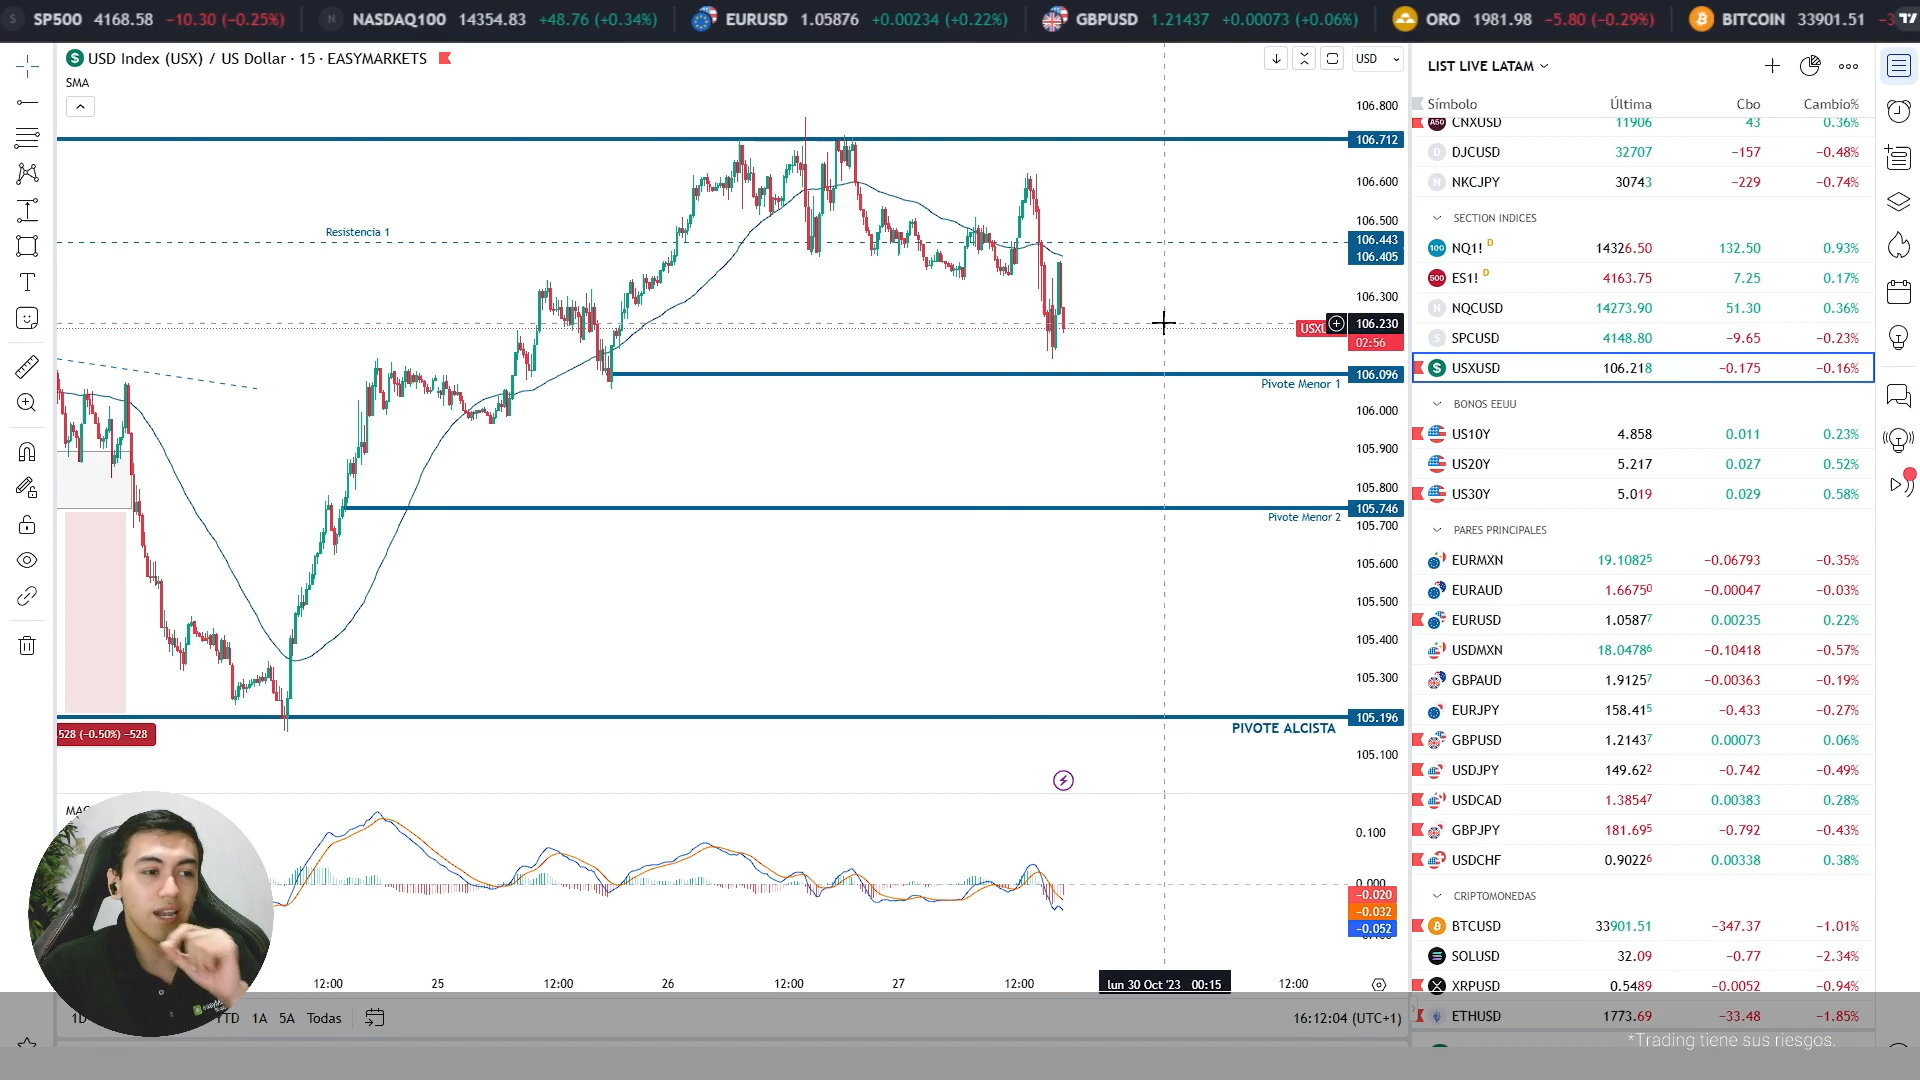 SP500 4168.58 −10.30 (−0.25%) NASDAQ100 14354.83 +48.76 (+0.34%) EURUSD 1.05876 +0.00234 (+0.22%) GBPUSD 1.21437 +0.00073 (+0.06%) ORO 1981.98 −5.80 (−0.29%) BITCOIN 33901.51
USD Index (USX) / US Dollar · 15 · EASYMARKETS
USD
SMA
106.800
106.712
106.600
106.500
Resistencia 1
106.443
106.405
106.300
106.230
02:56
106.096
Pivote Menor 1
106.000
105.900
105.800
105.746
Pivote Menor 2
105.700
105.600
105.500
105.400
105.300
105.196
PIVOTE ALCISTA
528 (−0.50%) −528
105.100
0.100
0.000
−0.020
−0.032
−0.052
12:00 25 12:00 26 12:00 27 12:00 lun 30 Oct '23 00:15 12:00
YTD 1A 5A Todas
16:12:04 (UTC+1)
LIST LIVE LATAM
Símbolo Última Cbo Cambio%
CNXUSD 11906 43 0.36%
DJCUSD 32707 −157 −0.48%
NKCJPY 30743 −229 −0.74%
SECTION INDICES
NQ1! D 14326.50 132.50 0.93%
ES1! D 4163.75 7.25 0.17%
NQCUSD 14273.90 51.30 0.36%
SPCUSD 4148.80 −9.65 −0.23%
USXUSD 106.218 −0.175 −0.16%
BONOS EEUU
US10Y 4.858 0.011 0.23%
US20Y 5.217 0.027 0.52%
US30Y 5.019 0.029 0.58%
PARES PRINCIPALES
EURMXN 19.10825 −0.06793 −0.35%
EURAUD 1.66750 −0.00047 −0.03%
EURUSD 1.05877 0.00235 0.22%
USDMXN 18.04786 −0.10418 −0.57%
GBPAUD 1.91257 −0.00363 −0.19%
EURJPY 158.415 −0.433 −0.27%
GBPUSD 1.21437 0.00073 0.06%
USDJPY 149.622 −0.742 −0.49%
USDCAD 1.38547 0.00383 0.28%
GBPJPY 181.695 −0.792 −0.43%
USDCHF 0.90226 0.00338 0.38%
CRIPTOMONEDAS
BTCUSD 33901.51 −347.37 −1.01%
SOLUSD 32.09 −0.77 −2.34%
XRPUSD 0.5489 −0.0052 −0.94%
ETHUSD 1773.69 −33.48 −1.85%
*Trading tiene sus riesgos.